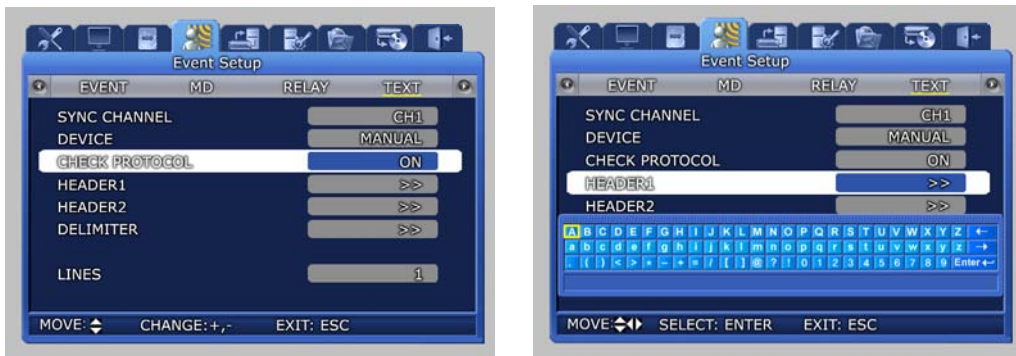 Event Setup
EVENT MD RELAY TEXT
SYNC CHANNEL CH1
DEVICE MANUAL
CHECK PROTOCOL ON
HEADER1 >>
HEADER2 >>
DELIMITER >>
LINES 1
MOVE: CHANGE:+,- EXIT: ESC
Event Setup
EVENT MD RELAY TEXT
SYNC CHANNEL CH1
DEVICE MANUAL
CHECK PROTOCOL ON
HEADER1 >>
HEADER2 >>
A B C D E F G H I J K L M N O P Q R S T U V W X Y Z ←
a b c d e f g h i j k l m n o p q r s t u v w x y z →
. ( ) < > * - + = / [ ] @ ? ! 0 1 2 3 4 5 6 7 8 9 Enter↵
MOVE: SELECT: ENTER EXIT: ESC